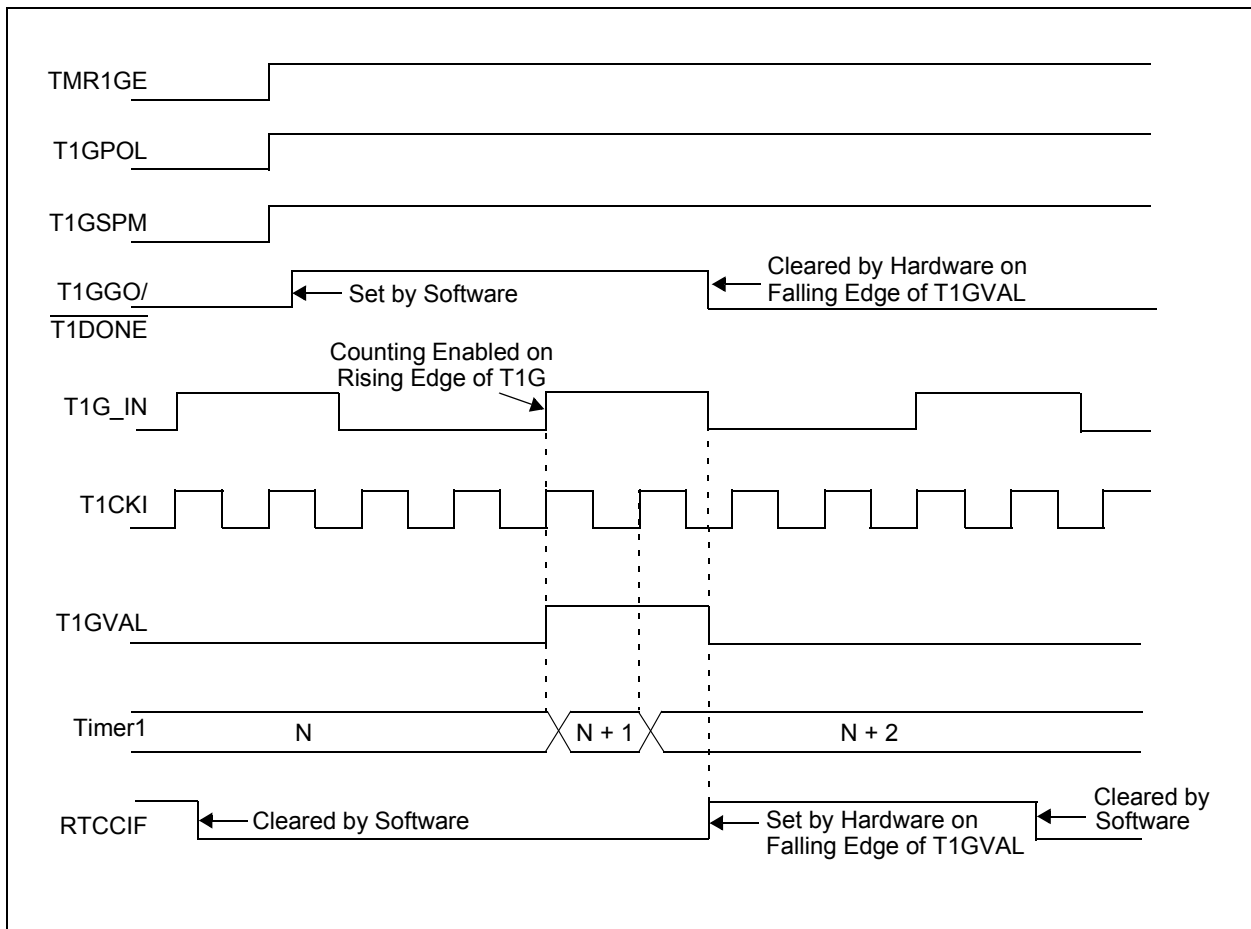 TMR1GE
T1GPOL
T1GSPM
T1GGO/
T1DONE
Set by Software
Cleared by Hardware on
Falling Edge of T1GVAL
Counting Enabled on
Rising Edge of T1G
T1G_IN
T1CKI
T1GVAL
Timer1
N
N + 1
N + 2
RTCCIF
Cleared by Software
Set by Hardware on
Falling Edge of T1GVAL
Cleared by
Software